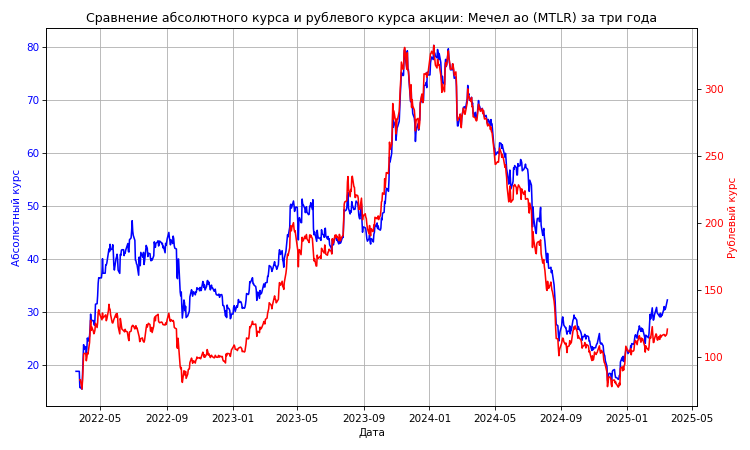 Сравнение абсолютного курса и рублевого курса акции: Мечел ао (MTLR) за три года
Абсолютный курс
80
70
60
50
40
30
20
Рублевый курс
300
250
200
150
100
2022-05 2022-09 2023-01 2023-05 2023-09 2024-01 2024-05 2024-09 2025-01 2025-05
Дата